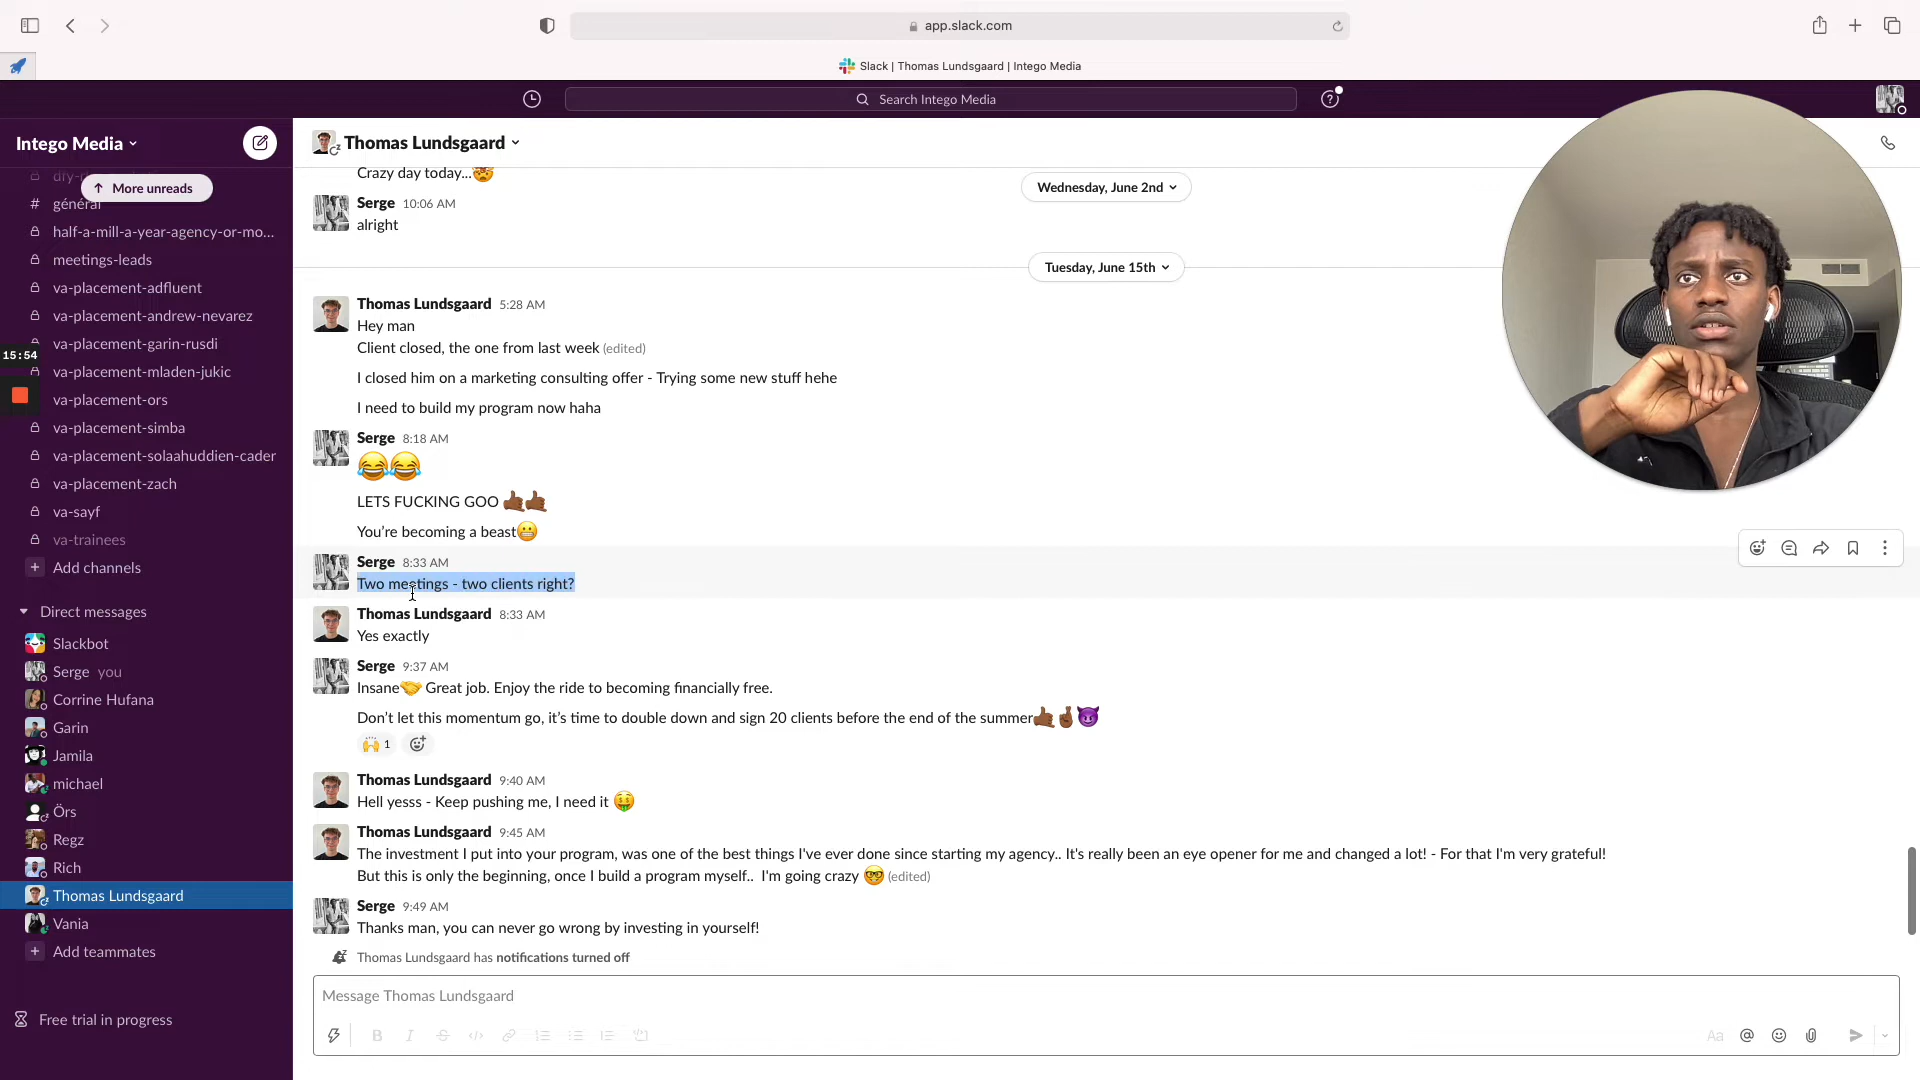 app.slack.com
Slack | Thomas Lundsgaard | Intego Media
Search Intego Media
Intego Media
More unreads
général
half-a-mill-a-year-agency-or-mo...
meetings-leads
va-placement-adfluent
va-placement-andrew-nevarez
va-placement-garin-rusdi
15:54
va-placement-mladen-jukic
va-placement-ors
va-placement-simba
va-placement-solaahuddien-cader
va-placement-zach
va-sayf
va-trainees
Add channels
Direct messages
Slackbot
Serge you
Corrine Hufana
Garin
Jamila
michael
Örs
Regz
Rich
Thomas Lundsgaard
Vania
Add teammates
Free trial in progress
Thomas Lundsgaard
Crazy day today...🤯
Wednesday, June 2nd
Serge 10:06 AM
alright
Tuesday, June 15th
Thomas Lundsgaard 5:28 AM
Hey man
Client closed, the one from last week (edited)
I closed him on a marketing consulting offer - Trying some new stuff hehe
I need to build my program now haha
Serge 8:18 AM
😂😂
LETS FUCKING GOO 🤙🏾🤙🏾
You’re becoming a beast😬
Serge 8:33 AM
Two meetings - two clients right?
Thomas Lundsgaard 8:33 AM
Yes exactly
Serge 9:37 AM
Insane🤝 Great job. Enjoy the ride to becoming financially free.
Don’t let this momentum go, it’s time to double down and sign 20 clients before the end of the summer🤙🏾🤞🏾😈
🙌 1
Thomas Lundsgaard 9:40 AM
Hell yesss - Keep pushing me, I need it 🤑
Thomas Lundsgaard 9:45 AM
The investment I put into your program, was one of the best things I've ever done since starting my agency.. It's really been an eye opener for me and changed a lot! - For that I'm very grateful!
But this is only the beginning, once I build a program myself.. I'm going crazy 🤓 (edited)
Serge 9:49 AM
Thanks man, you can never go wrong by investing in yourself!
Thomas Lundsgaard has notifications turned off
Message Thomas Lundsgaard
B I S
Aa @